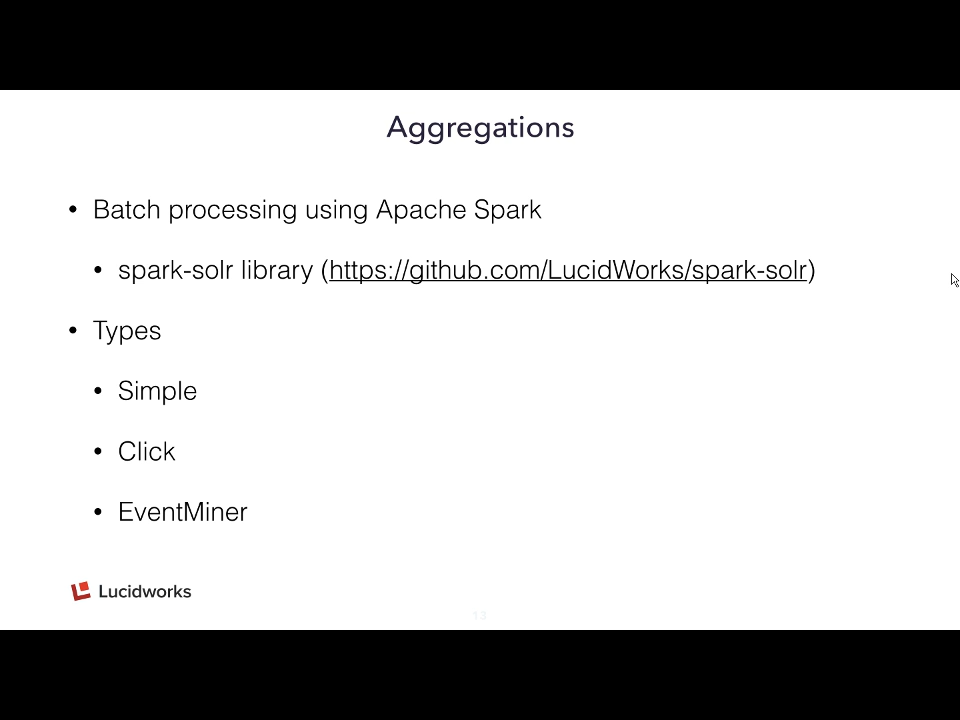 Aggregations
• Batch processing using Apache Spark
• spark-solr library (https://github.com/LucidWorks/spark-solr)
• Types
• Simple
• Click
• EventMiner
Lucidworks
13